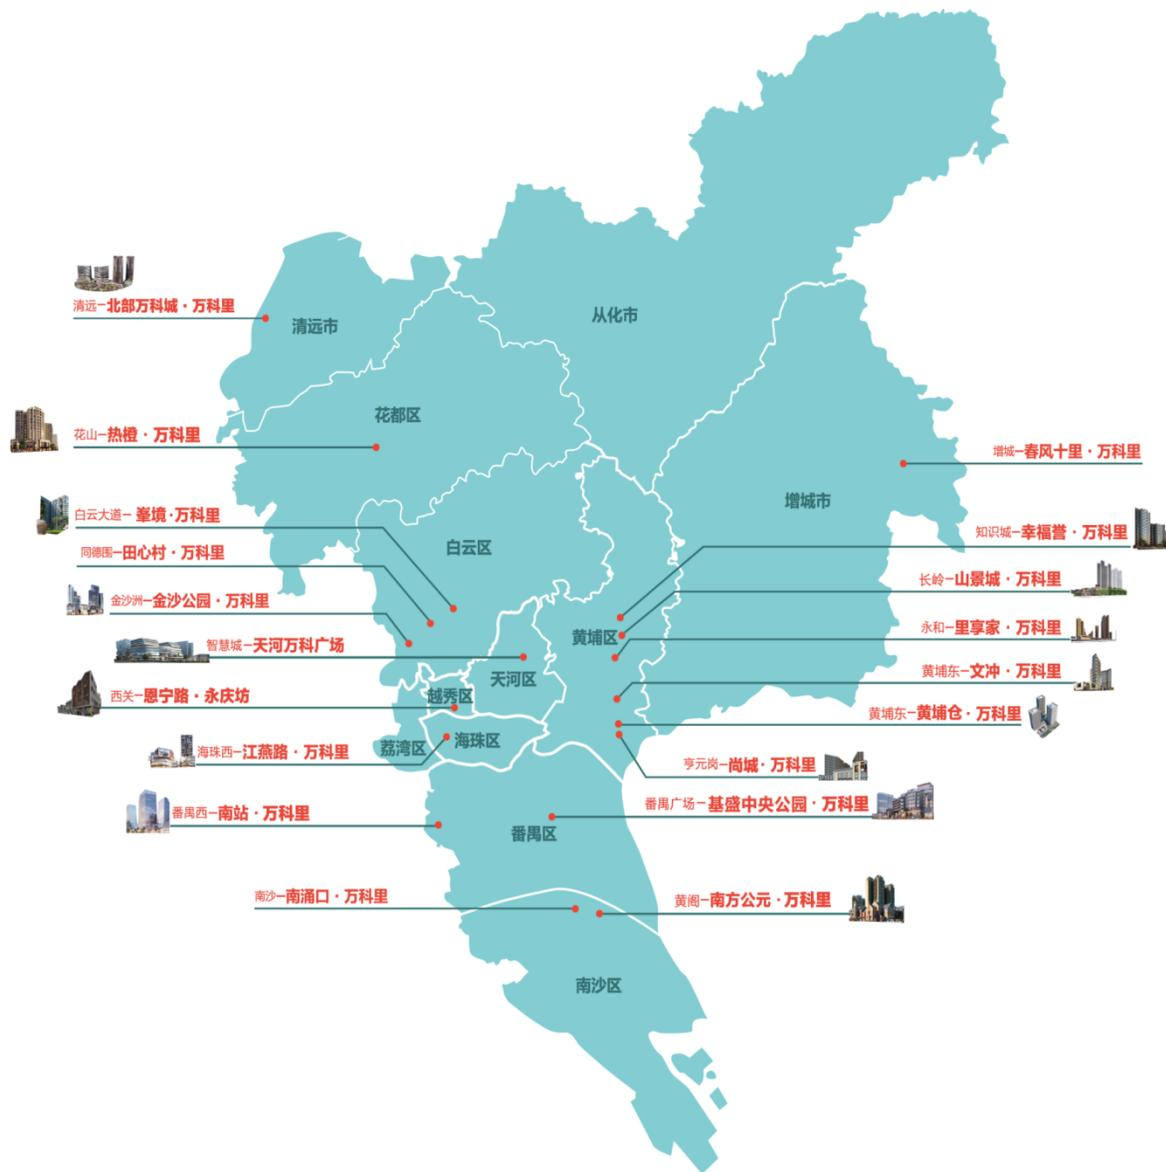 清远—北部万科城·万科里
清远市
从化市
花都区
花山—热橙·万科里
增城—春风十里·万科里
增城市
白云大道— 峯境·万科里
知识城—幸福誉·万科里
白云区
同德围—田心村·万科里
长岭—山景城·万科里
金沙洲—金沙公园·万科里
永和—里享家·万科里
黄埔区
智慧城—天河万科广场
黄埔东—文冲·万科里
天河区
西关—恩宁路·永庆坊
越秀区
黄埔东—黄埔仓·万科里
荔湾区
海珠区
海珠西—江燕路·万科里
亨元岗—尚城·万科里
番禺西—南站·万科里
番禺广场—基盛中央公园·万科里
番禺区
南沙—南涌口·万科里
黄阁—南方公元·万科里
南沙区